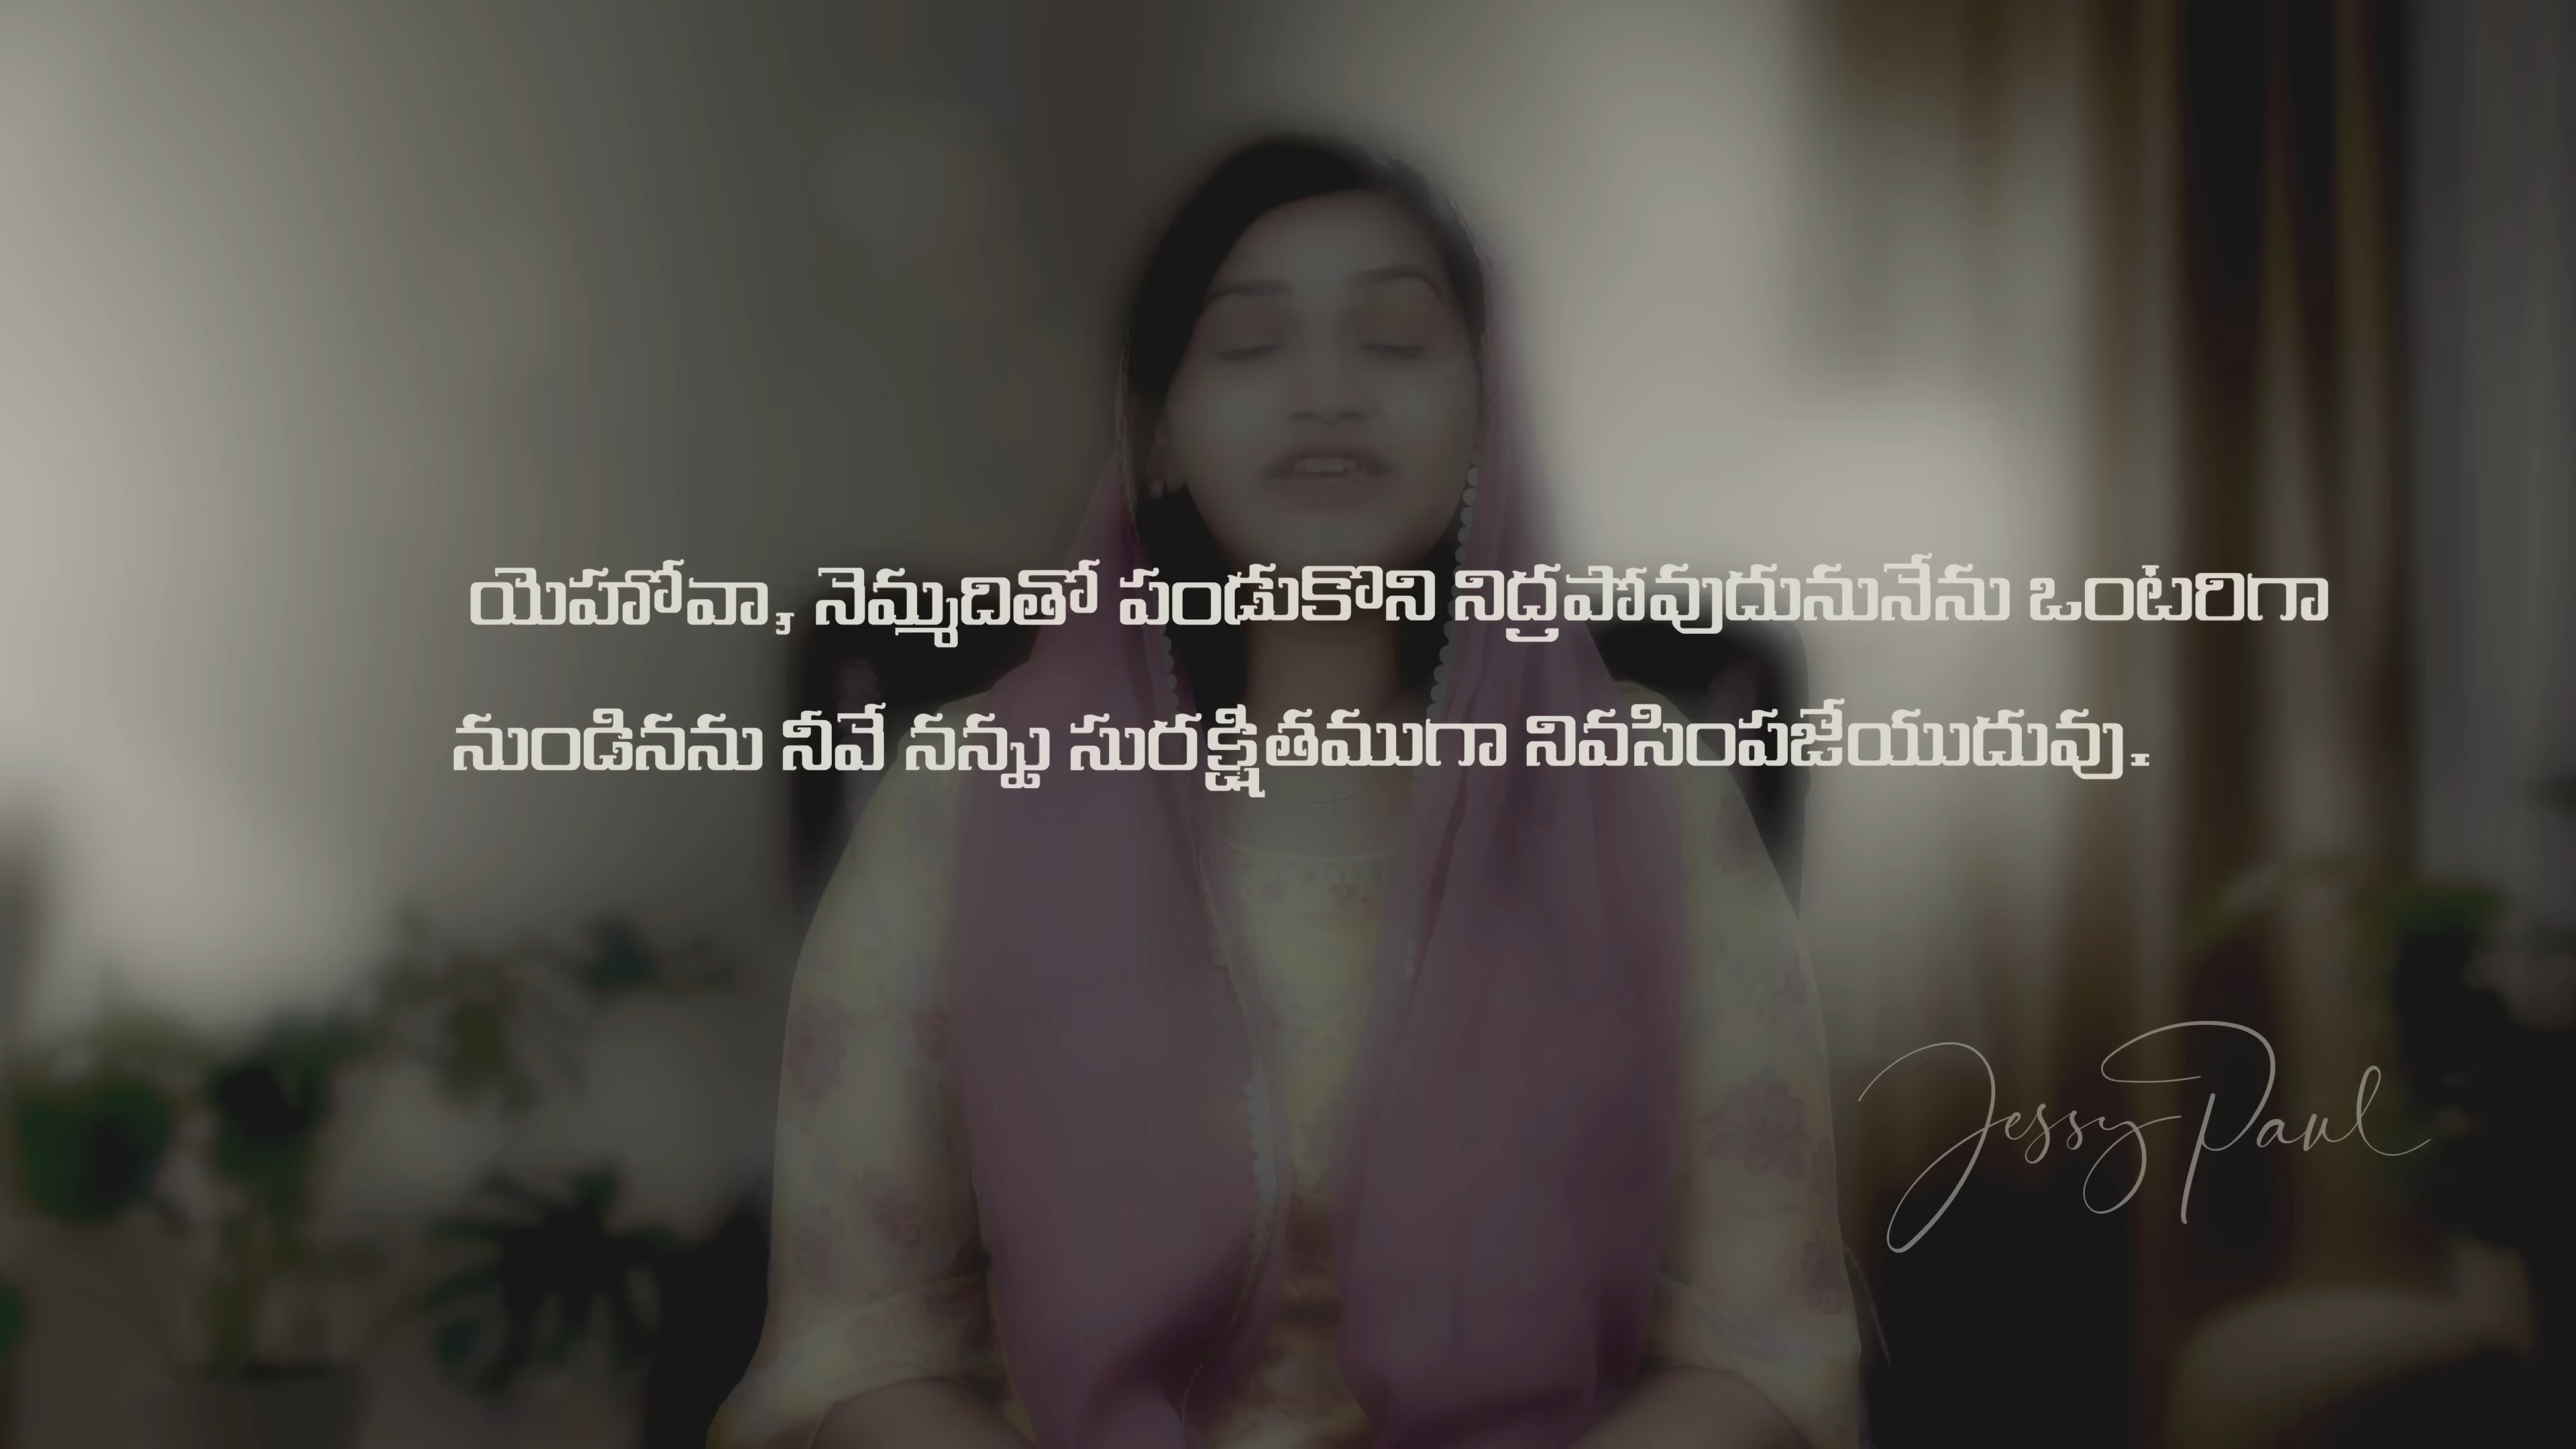 యెహోవా, నెమ్మదితో పండుకొని నిద్రపోవుదునునేను ఒంటరిగా
నుండినను నీవే నన్ను సురక్షితముగా నివసింపజేయుదువు.
Jessy Paul